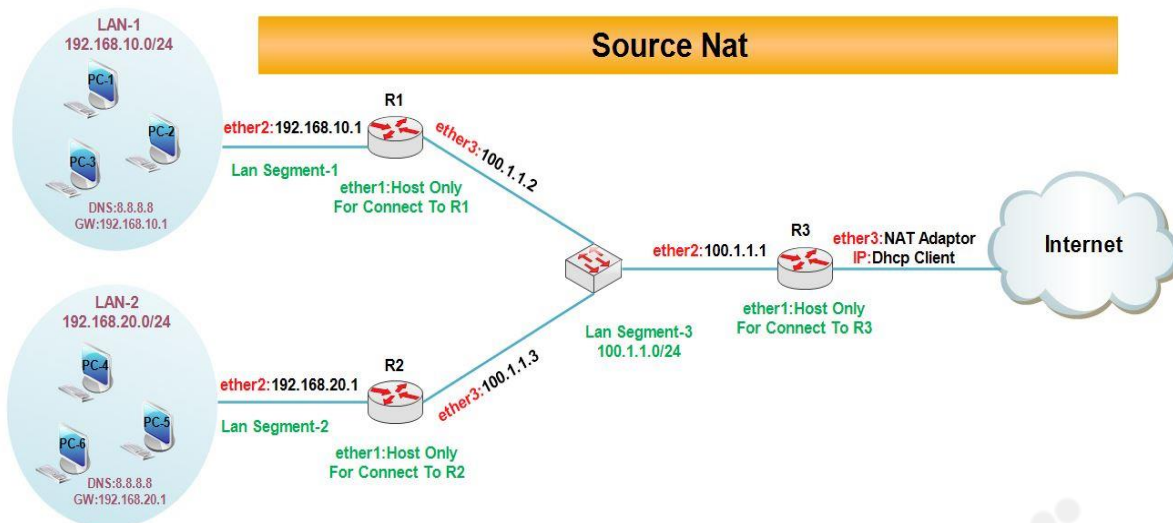 Source Nat
LAN-1
192.168.10.0/24
PC-1
PC-2
PC-3
DNS:8.8.8.8
GW:192.168.10.1
ether2:192.168.10.1
Lan Segment-1
R1
ether1:Host Only
For Connect To R1
ether3:100.1.1.2
LAN-2
192.168.20.0/24
PC-4
PC-5
PC-6
DNS:8.8.8.8
GW:192.168.20.1
ether2:192.168.20.1
Lan Segment-2
R2
ether1:Host Only
For Connect To R2
ether3:100.1.1.3
Lan Segment-3
100.1.1.0/24
ether2:100.1.1.1
R3
ether1:Host Only
For Connect To R3
ether3:NAT Adaptor
IP:Dhcp Client
Internet